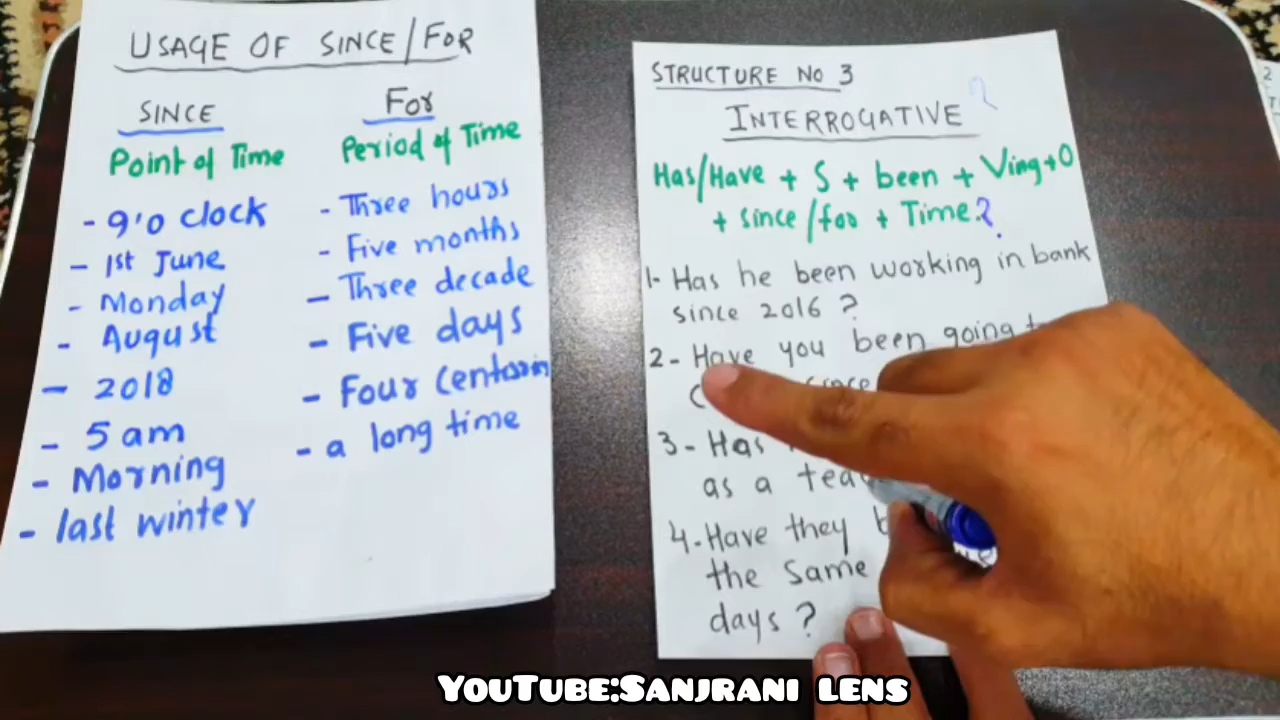 USAGE OF SINCE/FOR
SINCE
Point of Time
- 9'o clock
- 1st June
- Monday
- August
- 2018
- 5 am
- Morning
- last winter
For
Period of Time
- Three hours
- Five months
- Three decade
- Five days
- Four
- a long time
STRUCTURE NO 3
INTERROGATIVE ?
Has/Have + S + been + Ving + O
+ since/for + Time?
1- Has he been working in bank
since 2016 ?
2- Have you been going
since
3- Has
as a
4- Have they
the same
days ?
YouTube:Sanjrani lens